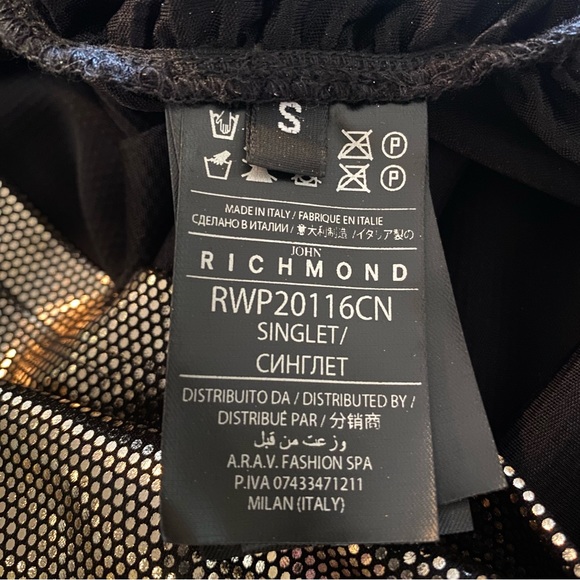 S
P
P
MADE IN ITALY / FABRIQUE EN ITALIE
СДЕЛАНО В ИТАЛИИ / 意大利制造 /イタリア製の
JOHN
RICHMOND
RWP20116CN
SINGLET/
СИНГЛЕТ
DISTRIBUITO DA / DISTRIBUTED BY /
DISTRIBUÉ PAR / 分销商
وزعت من قبل
A.R.A.V. FASHION SPA
P.IVA 07433471211
MILAN (ITALY)